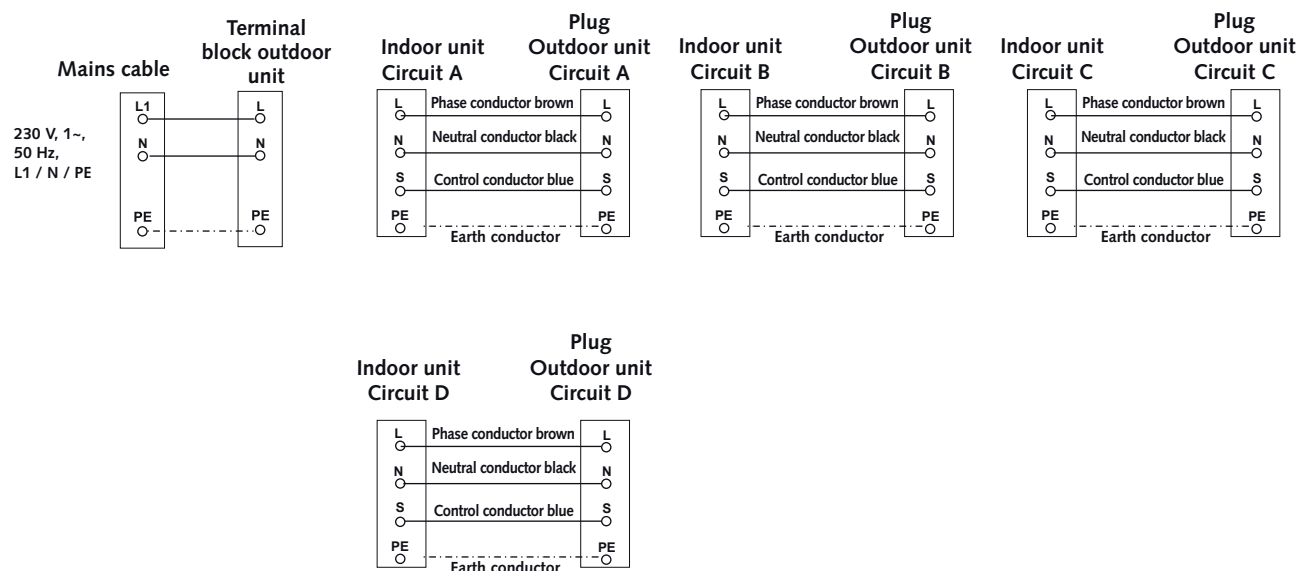 Mains cable
Terminal
block outdoor
unit
230 V, 1~,
50 Hz,
L1 / N / PE
L1
L
N
N
PE
PE
Indoor unit
Circuit A
Plug
Outdoor unit
Circuit A
L
Phase conductor brown
L
N
Neutral conductor black
N
S
Control conductor blue
S
PE
PE
Earth conductor
Indoor unit
Circuit B
Plug
Outdoor unit
Circuit B
L
Phase conductor brown
L
N
Neutral conductor black
N
S
Control conductor blue
S
PE
PE
Earth conductor
Indoor unit
Circuit C
Plug
Outdoor unit
Circuit C
L
Phase conductor brown
L
N
Neutral conductor black
N
S
Control conductor blue
S
PE
PE
Earth conductor
Indoor unit
Circuit D
Plug
Outdoor unit
Circuit D
L
Phase conductor brown
L
N
Neutral conductor black
N
S
Control conductor blue
S
PE
PE
Earth conductor